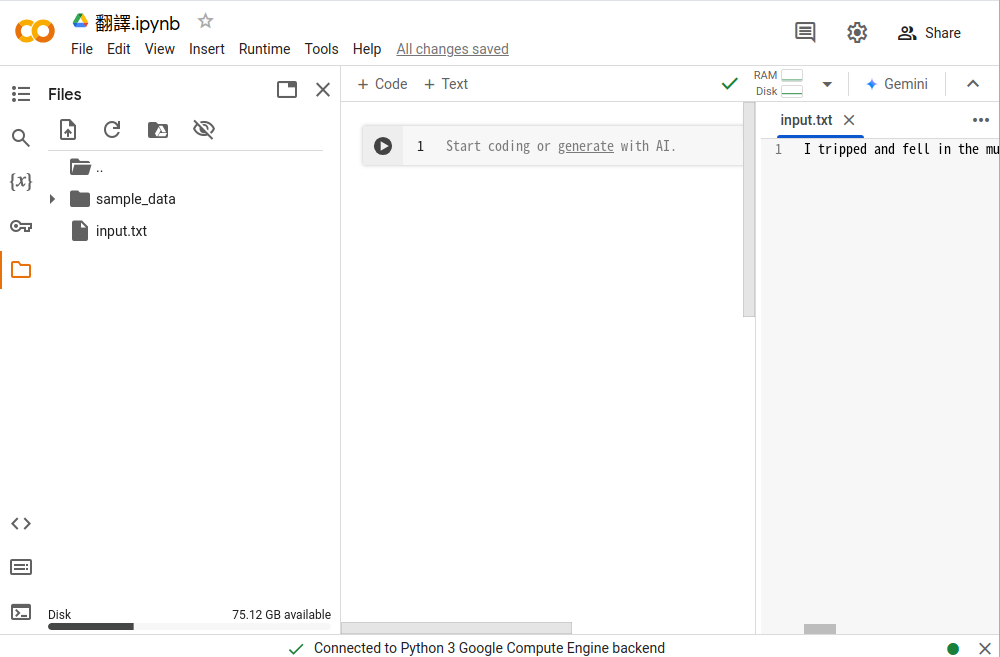 翻譯.ipynb
File Edit View Insert Runtime Tools Help All changes saved
Share
Files
+ Code + Text
RAM
Disk
Gemini
..
sample_data
input.txt
Disk 75.12 GB available
1 Start coding or generate with AI.
input.txt
1 I tripped and fell in the mu
Connected to Python 3 Google Compute Engine backend